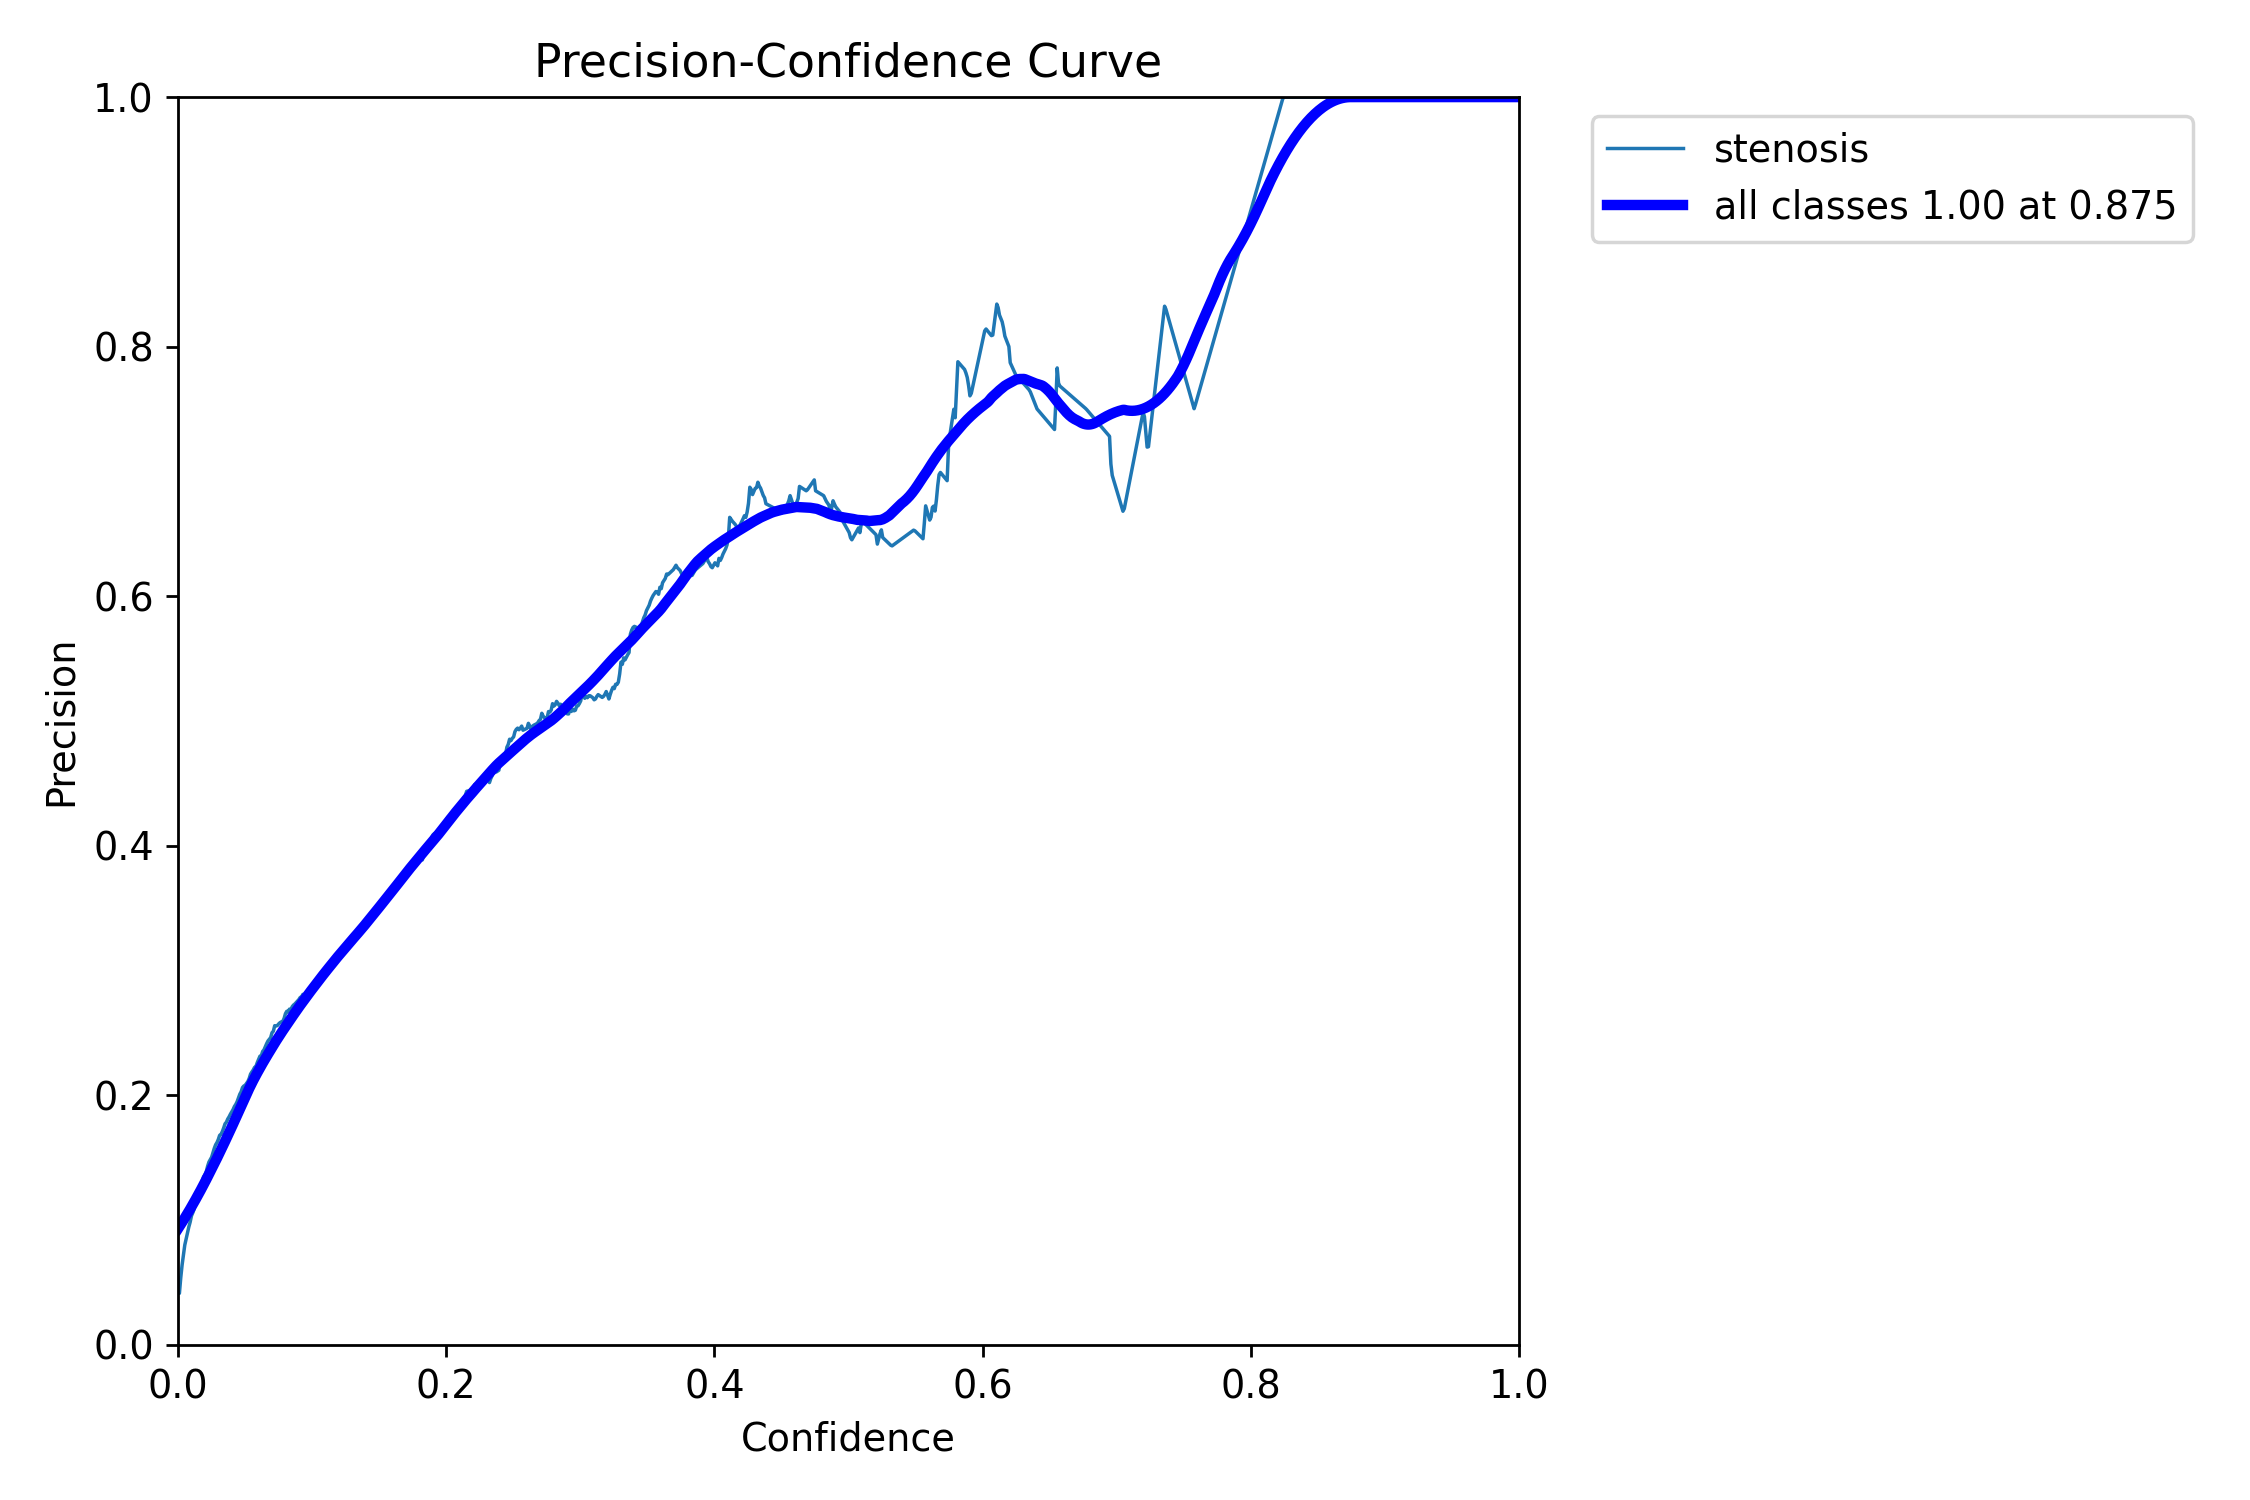 Precision-Confidence Curve
1.0
0.8
0.6
0.4
0.2
0.0
Precision
0.0 0.2 0.4 0.6 0.8 1.0
Confidence
stenosis
all classes 1.00 at 0.875